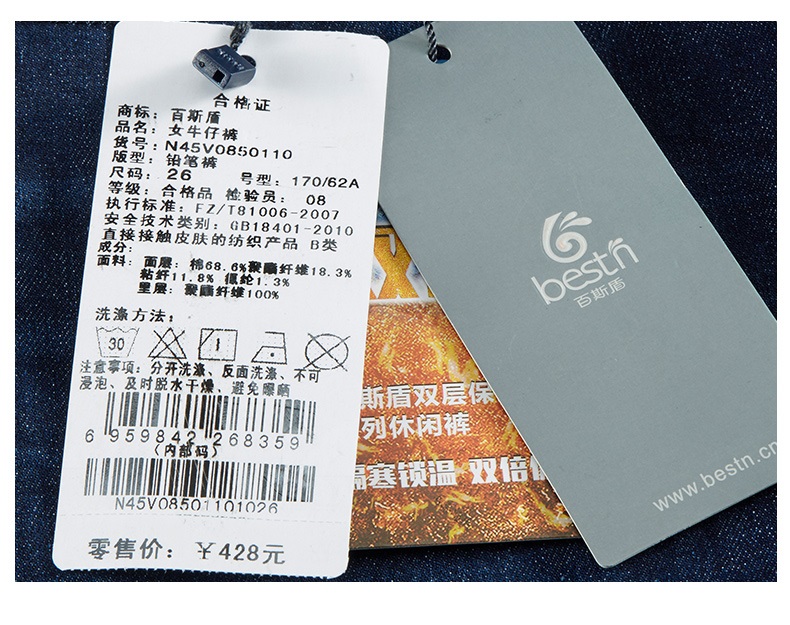 合格证
商标：百斯盾
品名：女牛仔裤
货号：N45V0850110
版型：铅笔裤
尺码：26 号型：170/62A
等级：合格品 检验员：08
执行标准：FZ/T81006-2007
安全技术类别：GB18401-2010
直接接触皮肤的纺织产品 B类
成分：
面料：面层：棉68.6%聚酯纤维18.3%
粘纤11.8% 氨纶1.3%
里层：聚酯纤维100%
洗涤方法：
30
注意事项：分开洗涤、反面洗涤、不可
浸泡、及时脱水干燥、避免曝晒
6 959842 268359
(内部码)
N45V08501101026
零售价：￥428元
斯盾双层保
列休闲裤
隔寒锁温 双倍
bestn
百斯盾
www.bestn.cn